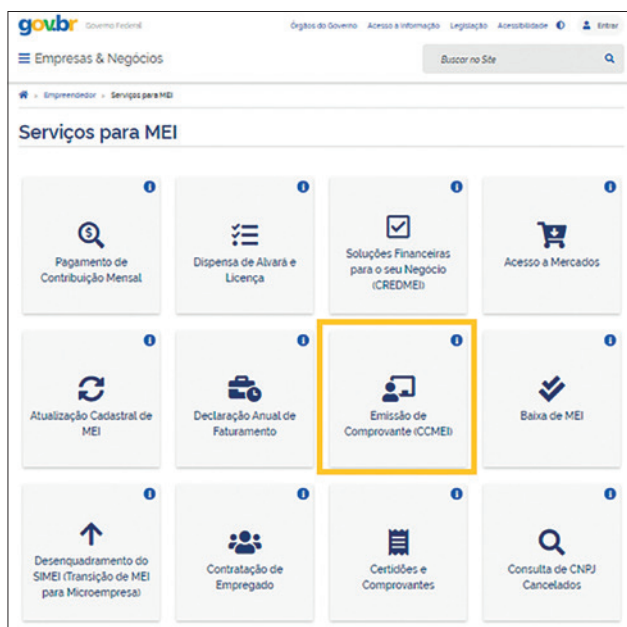 gov.br Governo Federal Órgãos do Governo Acesso à Informação Legislação Acessibilidade Entrar
Empresas & Negócios Buscar no Site
Empreendedor Serviços para MEI
Serviços para MEI
Pagamento de
Contribuição Mensal
Dispensa de Alvará e
Licença
Soluções Financeiras
para o seu Negócio
(CREDMEI)
Acesso a Mercados
Atualização Cadastral de
MEI
Declaração Anual de
Faturamento
Emissão de
Comprovante (CCMEI)
Baixa de MEI
Desenquadramento do
SIMEI (Transição de MEI
para Microempresa)
Contratação de
Empregado
Certidões e
Comprovantes
Consulta de CNPJ
Cancelados